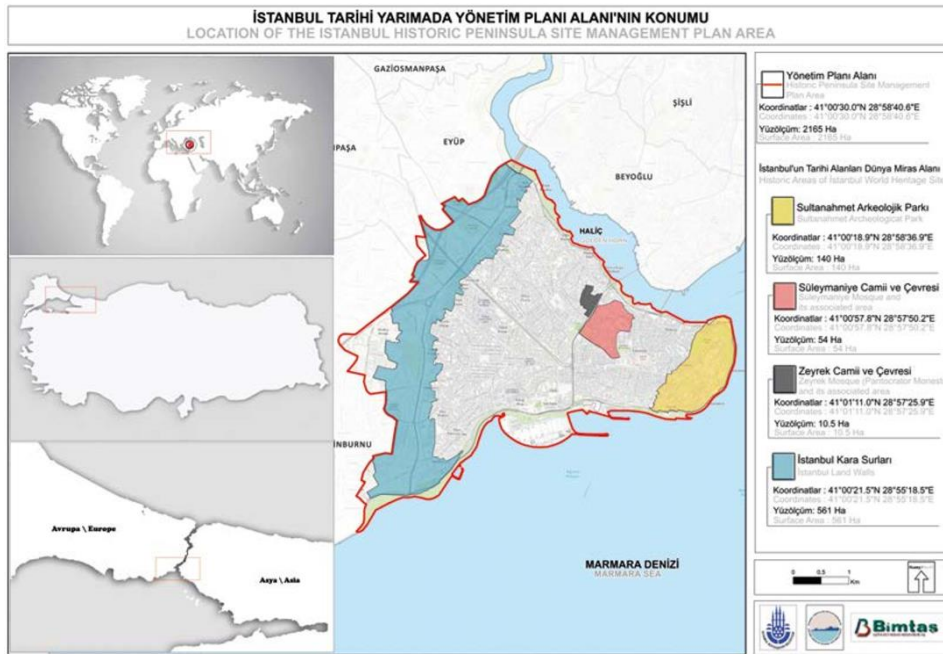 İSTANBUL TARİHİ YARIMADA YÖNETİM PLANI ALANI'NIN KONUMU
LOCATION OF THE ISTANBUL HISTORIC PENINSULA SITE MANAGEMENT PLAN AREA
GAZİOSMANPAŞA
ŞİŞLİ
EYÜP
BEYOĞLU
HALİÇ
MARMARA DENİZİ
MARMARA SEA
Avrupa \ Europe
Asya \ Asia
Yönetim Planı Alanı
Historic Peninsula Site Management
Plan Area
Koordinatlar : 41°00'30.0"N 28°58'40.6"E
Coordinates : 41°00'30.0"N 28°58'40.6"E
Yüzölçüm: 2165 Ha
Surface Area : 2165 Ha
İstanbul'un Tarihi Alanları Dünya Miras Alanı
Historic Areas of İstanbul World Heritage Site
Sultanahmet Arkeolojik Parkı
Sultanahmet Archeological Park
Koordinatlar : 41°00'18.9"N 28°58'36.9"E
Coordinates : 41°00'18.9"N 28°58'36.9"E
Yüzölçüm: 140 Ha
Surface Area : 140 Ha
Süleymaniye Camii ve Çevresi
Süleymaniye Mosque and
its associated area
Koordinatlar : 41°00'57.8"N 28°57'50.2"E
Coordinates : 41°00'57.8"N 28°57'50.2"E
Yüzölçüm: 54 Ha
Surface Area : 54 Ha
Zeyrek Camii ve Çevresi
Zeyrek Mosque (Pantocrator Monest
and its associated area
Koordinatlar : 41°01'11.0"N 28°57'25.9"E
Coordinates : 41°01'11.0"N 28°57'25.9"E
Yüzölçüm: 10.5 Ha
Surface Area : 10.5 Ha
İstanbul Kara Surları
İstanbul Land Walls
Koordinatlar : 41°00'21.5"N 28°55'18.5"E
Coordinates : 41°00'21.5"N 28°55'18.5"E
Yüzölçüm: 561 Ha
Surface Area : 561 Ha
0 0.5 1
Km
Bimtas